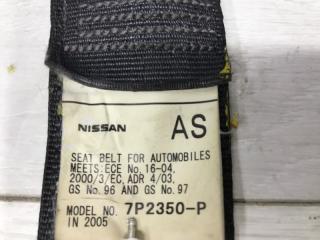 NISSAN AS
SEAT BELT FOR AUTOMOBILES
MEETS:ECE No. 16-04,
2000/3/EC, ADR 4/03,
GS No. 96 AND GS No. 97
MODEL NO. 7P2350-P
IN 2005